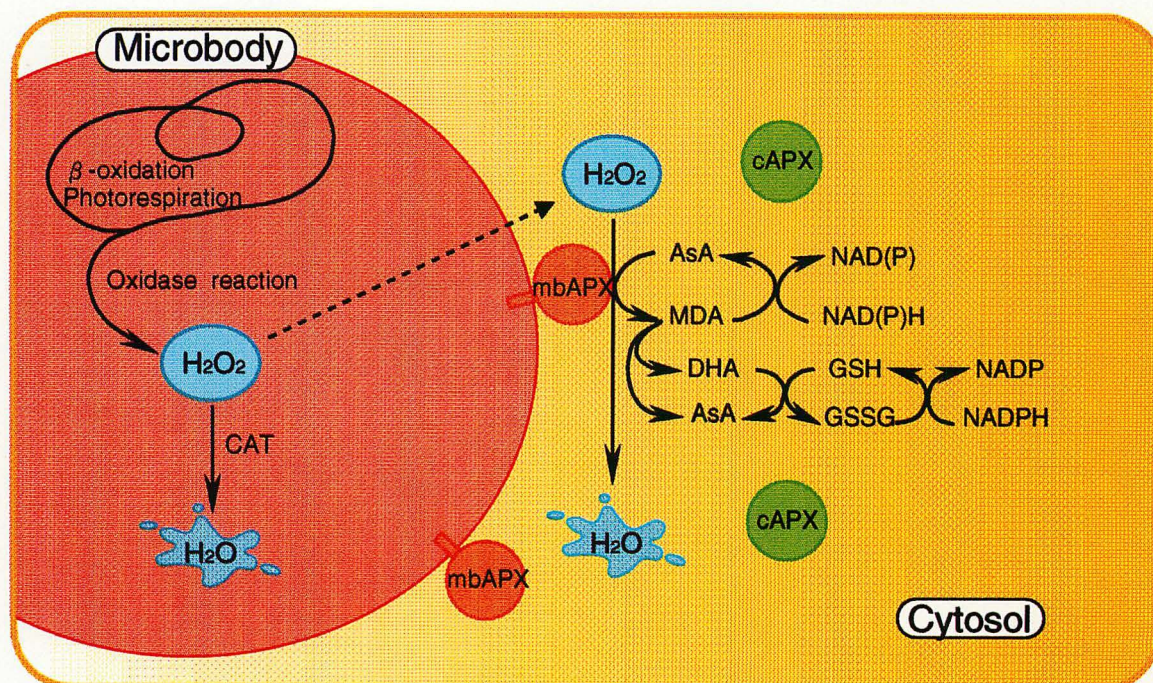 Microbody
β-oxidation
Photorespiration
Oxidase reaction
H2O2
CAT
H2O
H2O2
cAPX
mbAPX
AsA
NAD(P)
MDA
NAD(P)H
DHA
GSH
NADP
AsA
GSSG
NADPH
H2O
cAPX
mbAPX
Cytosol